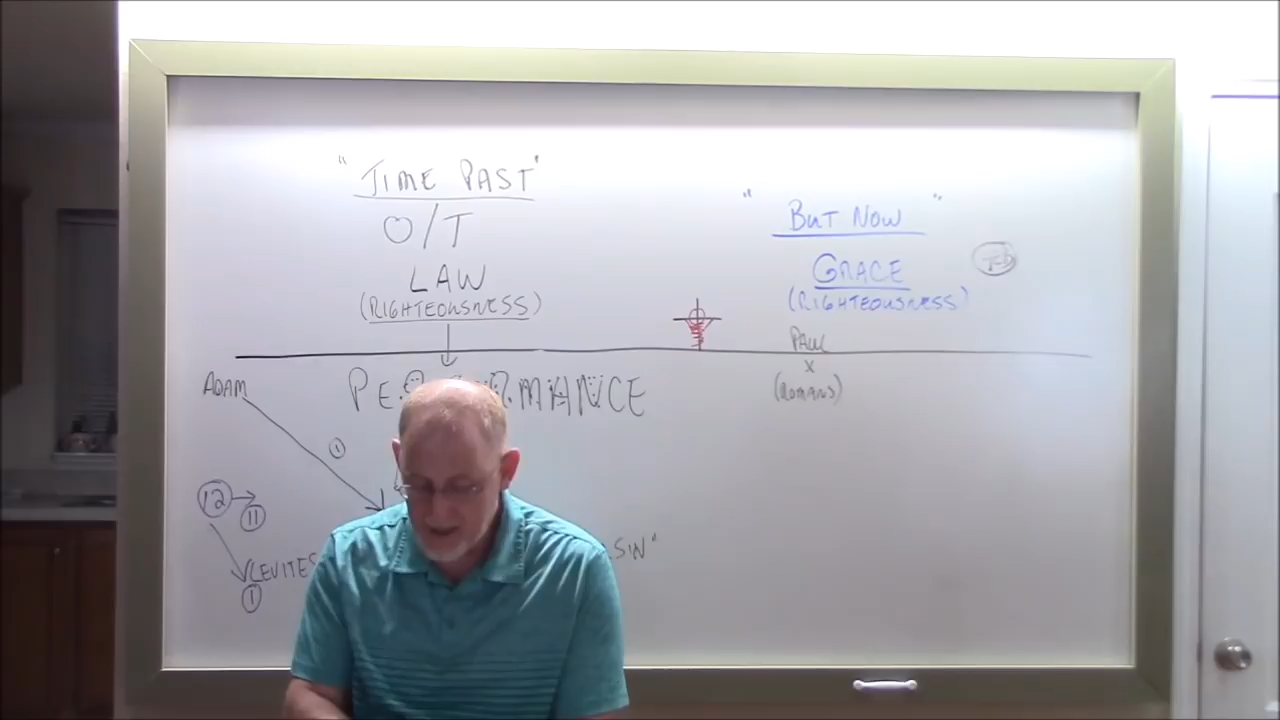 " TIME PAST "
O/T
LAW
(RIGHTEOUSNESS)
" BUT NOW "
GRACE
(RIGHTEOUSNESS)
PAUL
X
(ROMANS)
ADAM
1
12
11
LEVITES
1
SIN"